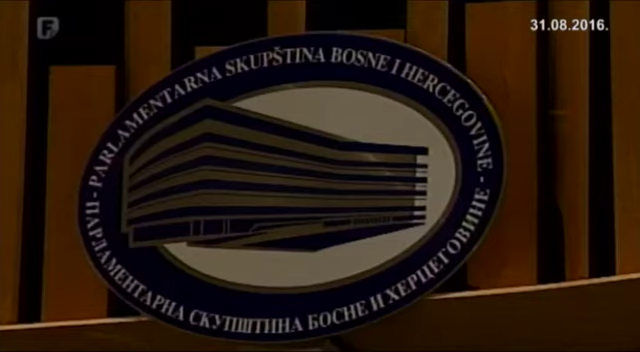 F
31.08.2016.
- PARLAMENTARNA SKUPŠTINA BOSNE I HERCEGOVINE -
ПАРЛАМЕНТАРНА СКУПШТИНА БОСНЕ И ХЕРЦЕГОВИНЕ